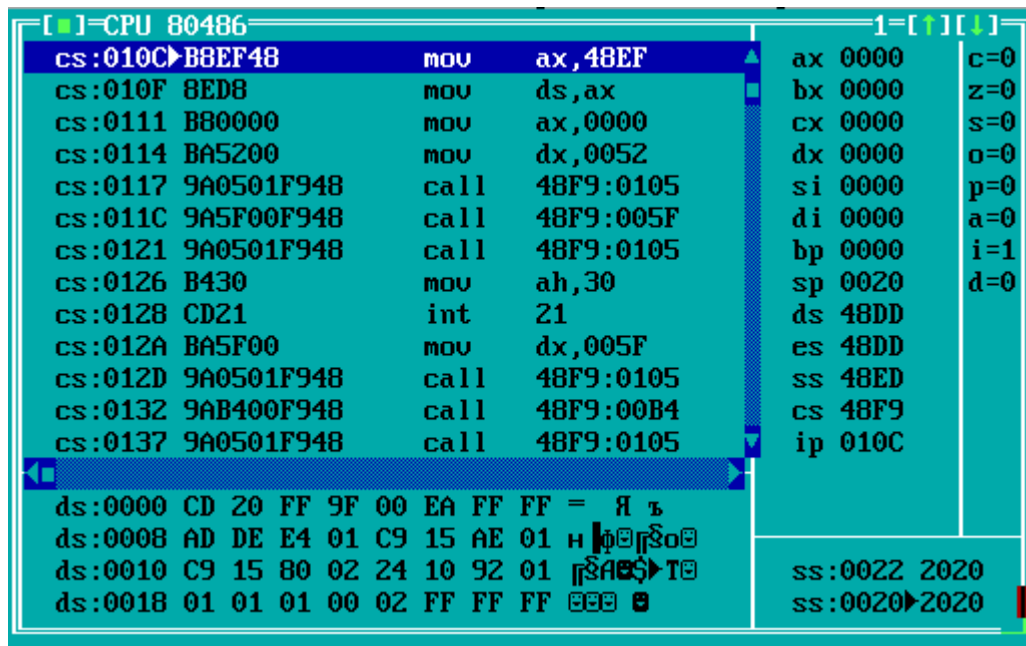 [■]=CPU 80486 1=[↑][↓]
cs:010C►B8EF48 mov ax,48EF ax 0000 c=0
cs:010F 8ED8 mov ds,ax bx 0000 z=0
cs:0111 B80000 mov ax,0000 cx 0000 s=0
cs:0114 BA5200 mov dx,0052 dx 0000 o=0
cs:0117 9A0501F948 call 48F9:0105 si 0000 p=0
cs:011C 9A5F00F948 call 48F9:005F di 0000 a=0
cs:0121 9A0501F948 call 48F9:0105 bp 0000 i=1
cs:0126 B430 mov ah,30 sp 0020 d=0
cs:0128 CD21 int 21 ds 48DD
cs:012A BA5F00 mov dx,005F es 48DD
cs:012D 9A0501F948 call 48F9:0105 ss 48ED
cs:0132 9AB400F948 call 48F9:00B4 cs 48F9
cs:0137 9A0501F948 call 48F9:0105 ip 010C
ds:0000 CD 20 FF 9F 00 EA FF FF = Я ъ
ds:0008 AD DE E4 01 C9 15 AE 01 н▐ф☺╔§о☺
ds:0010 C9 15 80 02 24 10 92 01 ╔§А☻$►Т☺ ss:0022 2020
ds:0018 01 01 01 00 02 FF FF FF ☺☺☺ ☻ ss:0020►2020